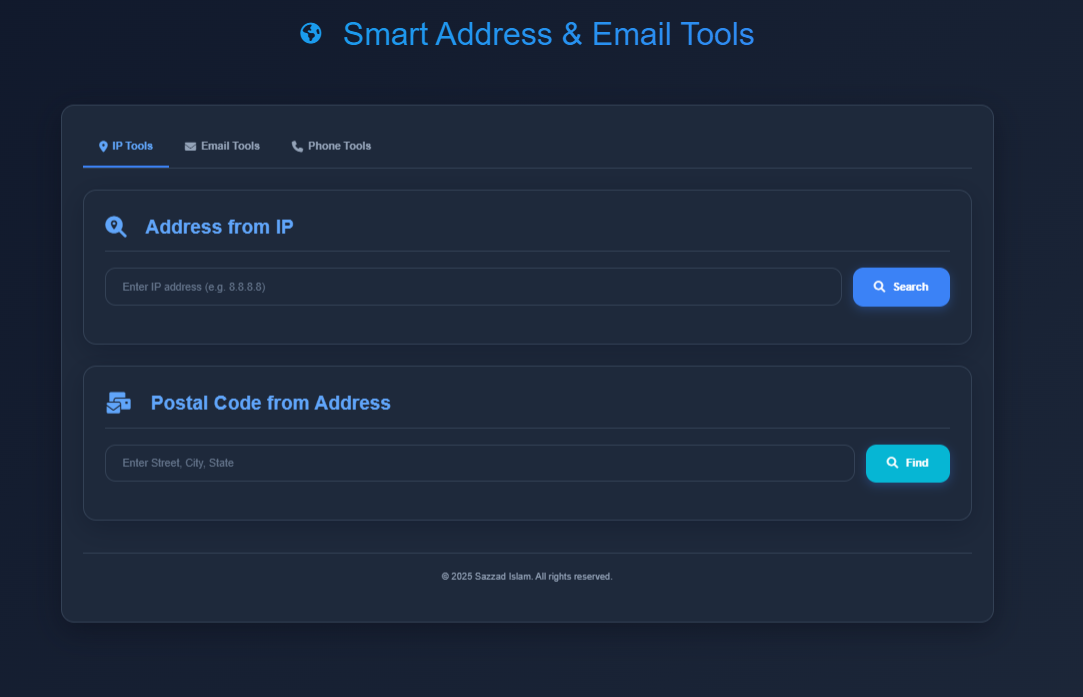 Smart Address & Email Tools
IP Tools Email Tools Phone Tools
Address from IP
Enter IP address (e.g. 8.8.8.8) Search
Postal Code from Address
Enter Street, City, State Find
© 2025 Sazzad Islam. All rights reserved.